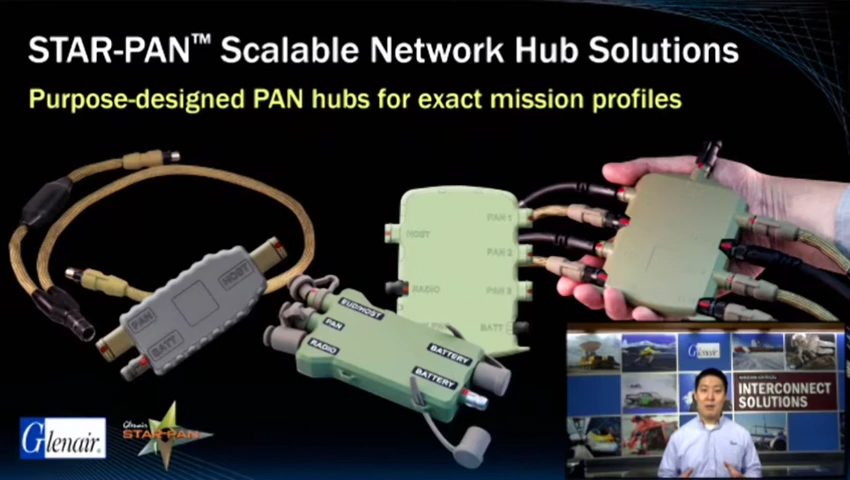 STAR-PAN™ Scalable Network Hub Solutions
Purpose-designed PAN hubs for exact mission profiles
HOST
PAN 1
PAN 2
RADIO
PAN 3
BATT
HOST
PAN
BATT
EUD/HOST
PAN
RADIO
BATTERY
BATTERY
Glenair.
Glenair
STAR-PAN
Glenair
INTERCONNECT
SOLUTIONS